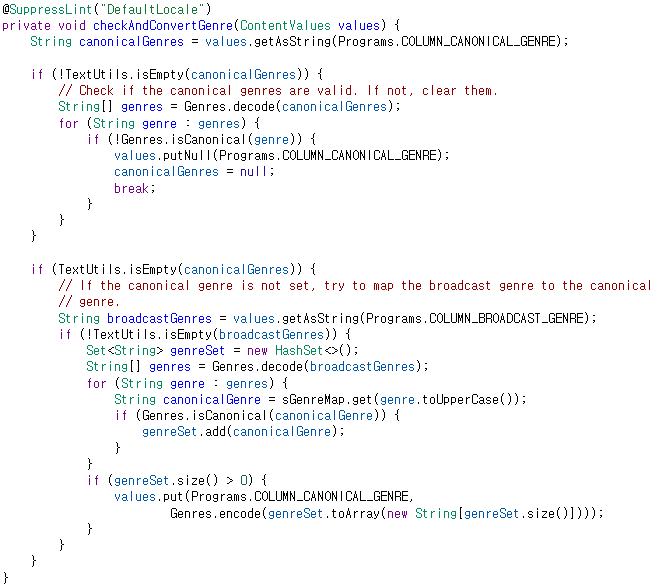 @SuppressLint("DefaultLocale")
private void checkAndConvertGenre(ContentValues values) {
    String canonicalGenres = values.getAsString(Programs.COLUMN_CANONICAL_GENRE);

    if (!TextUtils.isEmpty(canonicalGenres)) {
        // Check if the canonical genres are valid. If not, clear them.
        String[] genres = Genres.decode(canonicalGenres);
        for (String genre : genres) {
            if (!Genres.isCanonical(genre)) {
                values.putNull(Programs.COLUMN_CANONICAL_GENRE);
                canonicalGenres = null;
                break;
            }
        }
    }

    if (TextUtils.isEmpty(canonicalGenres)) {
        // If the canonical genre is not set, try to map the broadcast genre to the canonical
        // genre.
        String broadcastGenres = values.getAsString(Programs.COLUMN_BROADCAST_GENRE);
        if (!TextUtils.isEmpty(broadcastGenres)) {
            Set<String> genreSet = new HashSet<>();
            String[] genres = Genres.decode(broadcastGenres);
            for (String genre : genres) {
                String canonicalGenre = sGenreMap.get(genre.toUpperCase());
                if (Genres.isCanonical(canonicalGenre)) {
                    genreSet.add(canonicalGenre);
                }
            }
            if (genreSet.size() > 0) {
                values.put(Programs.COLUMN_CANONICAL_GENRE,
                        Genres.encode(genreSet.toArray(new String[genreSet.size()])));
            }
        }
    }
}